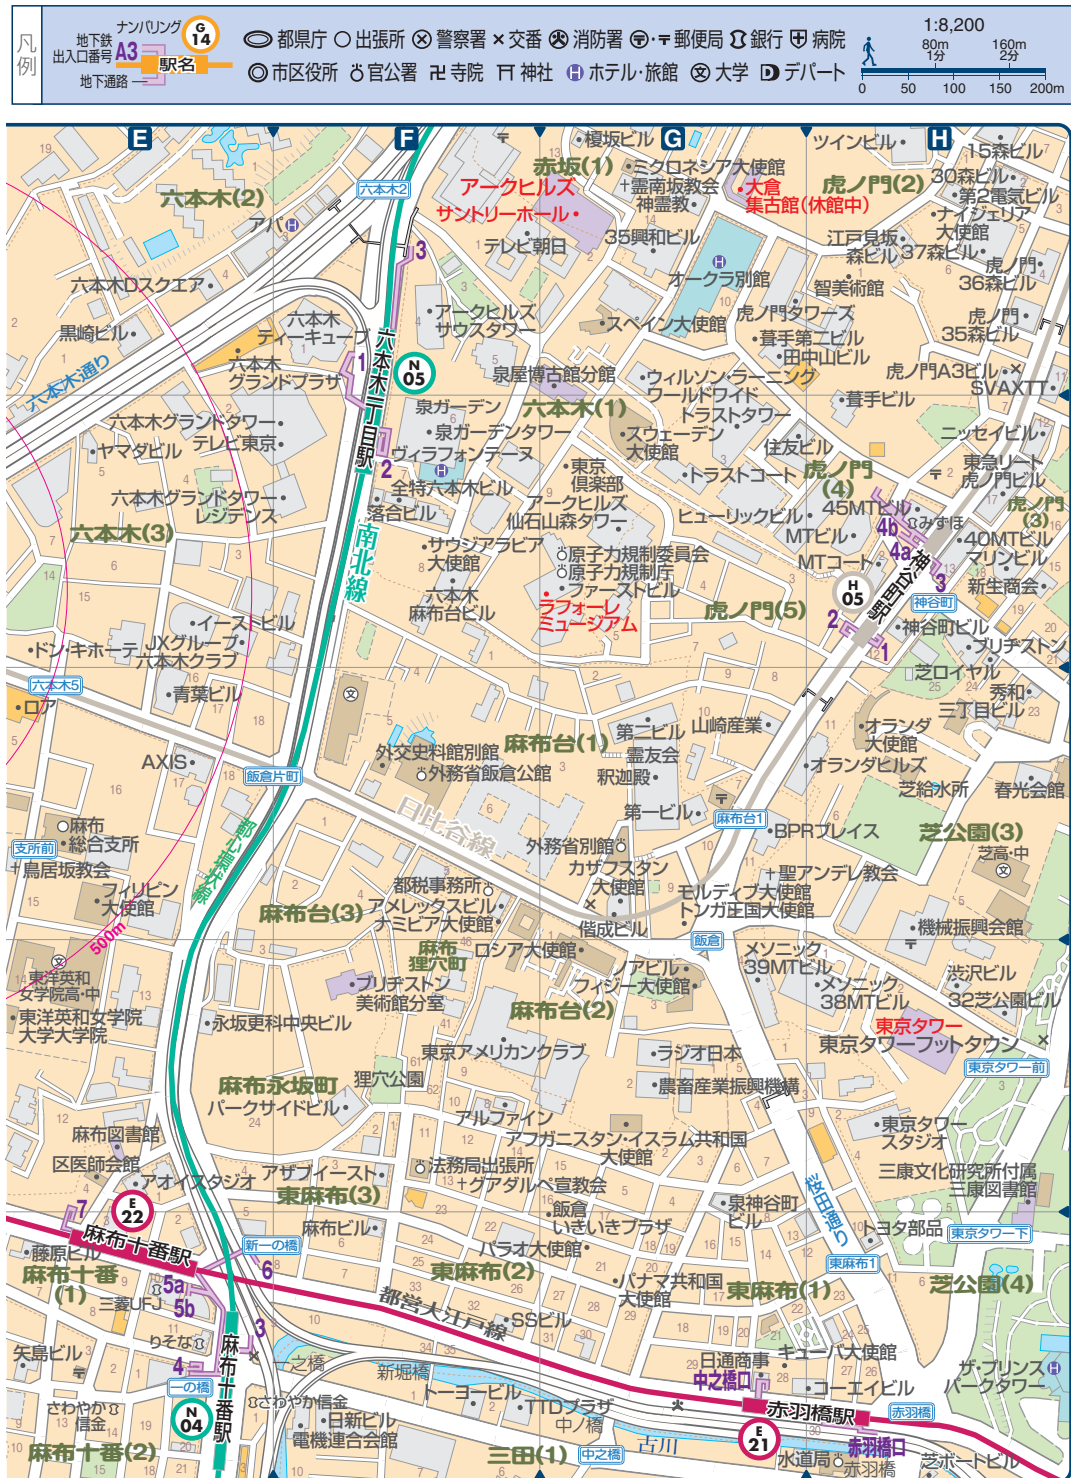 凡例
地下鉄
出入口番号
A3
ナンバリング
G
14
駅名
地下通路
都県庁
出張所
警察署
交番
消防署
郵便局
銀行
病院
市区役所
官公署
寺院
神社
ホテル・旅館
大学
デパート
1:8,200
80m
1分
160m
2分
0
50
100
150
200m
E
F
G
H
六本木(2)
六本木2
アパ
六本木Dスクエア
黒崎ビル
六本木通り
六本木
ティーキューブ
六本木
グランドプラザ
アークヒルズ
サントリーホール
テレビ朝日
赤坂(1)
榎坂ビル
ミクロネシア大使館
霊南坂教会
神霊教
大倉
集古館(休館中)
虎ノ門(2)
ツインビル
15森ビル
30森ビル
第2電気ビル
ナイジェリア
大使館
35興和ビル
オークラ別館
江戸見坂
森ビル
37森ビル
虎ノ門
36森ビル
智美術館
虎ノ門
35森ビル
アークヒルズ
サウスタワー
スペイン大使館
虎ノ門タワーズ
葺手第二ビル
田中山ビル
虎ノ門A3ビル
SVAXTT
3
1
六本木一丁目駅
N
05
泉屋博古館分館
六本木(1)
ウィルソン・ラーニング
ワールドワイド
トラストタワー
葺手ビル
ニッセイビル
泉ガーデン
泉ガーデンタワー
ヴィラフォンテーヌ
全特六本木ビル
2
スウェーデン
大使館
住友ビル
トラストコート
虎ノ門
(4)
東急リート
虎ノ門ビル
虎ノ門
(3)
六本木グランドタワー
ヤマダビル
テレビ東京
六本木グランドタワー
レジデンス
六本木(3)
落合ビル
東京
倶楽部
アークヒルズ
仙石山森タワー
ヒューリックビル
45MTビル
4b
みずほ
MTビル
4a
40MTビル
マリンビル
MTコート
3
神谷町駅
新生商会
南北線
サウジアラビア
大使館
原子力規制委員会
原子力規制庁
ファーストビル
六本木
麻布台ビル
ラフォーレ
ミュージアム
虎ノ門(5)
H
05
2
1
神谷町
神谷町ビル
ブリヂストン
イーストビル
ドン・キホーテ
JXグループ
六本木クラブ
六本木5
ロア
青葉ビル
芝ロイヤル
秀和
三丁目ビル
第二ビル
山崎産業
オランダ
大使館
オランダヒルズ
AXIS
飯倉片町
外交史料館別館
外務省飯倉公館
麻布台(1)
霊友会
釈迦殿
第一ビル
麻布台1
芝給水所
春光会館
BPRプレイス
芝公園(3)
芝高・中
日比谷線
外務省別館
カザフスタン
大使館
聖アンデレ教会
モルディブ大使館
トンガ王国大使館
麻布
総合支所
支所前
鳥居坂教会
フィリピン
大使館
500m
都心環状線
麻布台(3)
都税事務所
アメレックスビル
ナミビア大使館
偕成ビル
飯倉
機械振興会館
東洋英和
女学院高・中
東洋英和女学院
大学大学院
麻布
狸穴町
ロシア大使館
ノアビル
フィジー大使館
メソニック
39MTビル
メソニック
38MTビル
渋沢ビル
32芝公園ビル
永坂更科中央ビル
ブリヂストン
美術館分室
麻布台(2)
東京タワー
東京タワーフットタウン
東京アメリカンクラブ
ラジオ日本
農畜産業振興機構
東京タワー前
麻布永坂町
パークサイドビル
狸穴公園
アルファイン
アフガニスタン・イスラム共和国
大使館
東京タワー
スタジオ
麻布図書館
区医師会館
アオイスタジオ
アザブイースト
法務局出張所
グアダルペ宣教会
三康文化研究所付属
三康図書館
東麻布(3)
桜田通り
泉神谷町
ビル
E
22
7
麻布十番駅
藤原ビル
麻布十番
(1)
新一の橋
6
麻布ビル
飯倉
いきいきプラザ
パラオ大使館
トヨタ部品
東京タワー下
5a
5b
三菱UFJ
東麻布(2)
パナマ共和国
大使館
東麻布(1)
東麻布1
芝公園(4)
都営大江戸線
SSビル
りそな
3
麻布十番駅
矢島ビル
4
一の橋
一之橋
新堀橋
日通商事
キューバ大使館
中之橋口
コーエイビル
ザ・プリンス
パークタワー
さわやか
信金
N
04
麻布十番(2)
さわやか信金
日新ビル
電機連合会館
トーヨービル
TTDプラザ
中ノ橋
中之橋
三田(1)
古川
E
21
赤羽橋駅
赤羽橋
赤羽橋口
水道局
赤羽橋
芝ボートビル